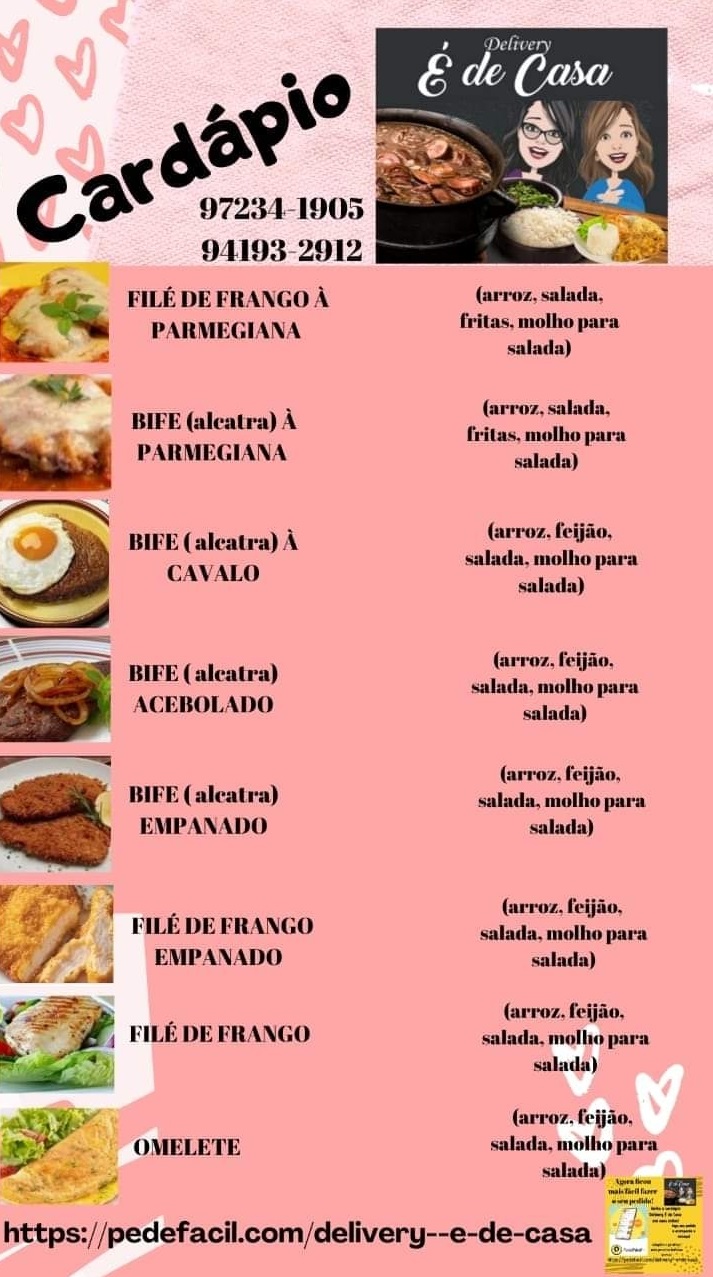 Delivery
É de Casa
Cardápio
97234-1905
94193-2912
FILÉ DE FRANGO À
PARMEGIANA
(arroz, salada,
fritas, molho para
salada)
BIFE (alcatra) À
PARMEGIANA
(arroz, salada,
fritas, molho para
salada)
BIFE ( alcatra) À
CAVALO
(arroz, feijão,
salada, molho para
salada)
BIFE ( alcatra)
ACEBOLADO
(arroz, feijão,
salada, molho para
salada)
BIFE ( alcatra)
EMPANADO
(arroz, feijão,
salada, molho para
salada)
FILÉ DE FRANGO
EMPANADO
(arroz, feijão,
salada, molho para
salada)
FILÉ DE FRANGO
(arroz, feijão,
salada, molho para
salada)
OMELETE
(arroz, feijão,
salada, molho para
salada)
https://pedefacil.com/delivery--e-de-casa
Agora ficou
mais fácil fazer
o seu pedido!